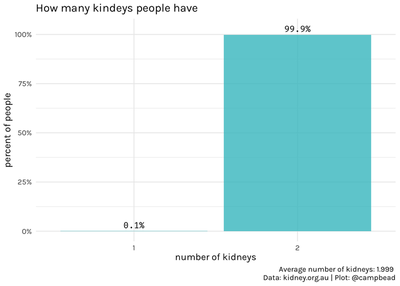 How many kindeys people have
percent of people
100%
75%
50%
25%
0%
0.1%
99.9%
1
2
number of kidneys
Average number of kidneys: 1.999
Data: kidney.org.au | Plot: @campbead